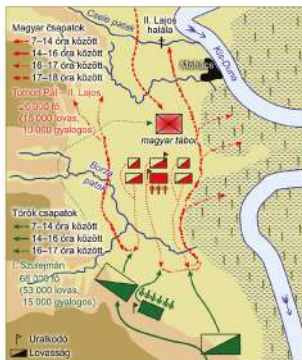 Magyar csapatok
7–14 óra között
14–16 óra között
16–17 óra között
17–18 óra között
Tomori Pál – II. Lajos
26 000 fő
(16 000 lovas,
10 000 gyalogos)
Csele patak
II. Lajos
halála
Mohács
Kis-Duna
magyar tábor
Borza
patak
Török csapatok
7–14 óra között
14–16 óra között
16–17 óra között
I. Szulejmán
68 000 fő
(53 000 lovas,
15 000 gyalogos)
Uralkodó
Lovasság